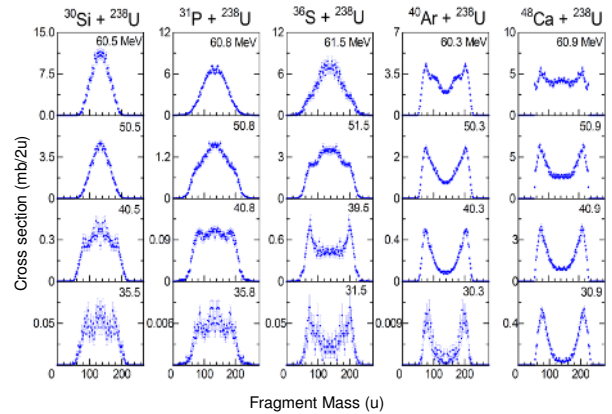 ³⁰Si + ²³⁸U ³¹P + ²³⁸U ³⁶S + ²³⁸U ⁴⁰Ar + ²³⁸U ⁴⁸Ca + ²³⁸U
15.0 12 12 7 10
60.5 MeV 60.8 MeV 61.5 MeV 60.3 MeV 60.9 MeV
7.5 6 6 3.5 5
0.0 0 0 0 0
50.5 50.8 51.5 50.3 50.9
3.5 1.2 3.5 2 5
0 0 0 0 0
40.5 40.8 39.5 40.3 40.9
0.3 0.09 0.6 0.4 3
0 0 0 0 0
35.5 35.8 31.5 30.3 30.9
0.05 0.006 0.05 0.009 0.4
100 200 100 200 100 200 100 200 100 200
Cross section (mb/2u)
Fragment Mass (u)